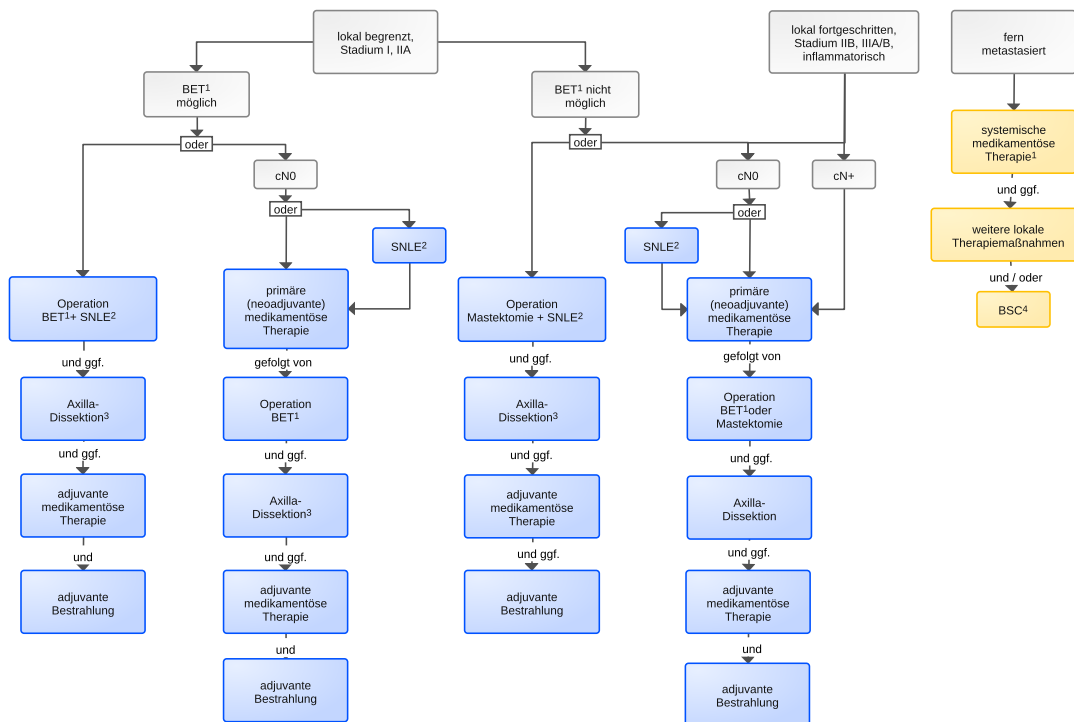 lokal begrenzt,
Stadium I, IIA
lokal fortgeschritten,
Stadium IIB, IIIA/B,
inflammatorisch
fern
metastasiert
BET¹
möglich
BET¹ nicht
möglich
oder
oder
cN0
cN0
cN+
systemische
medikamentöse
Therapie¹
und ggf.
oder
SNLE²
oder
SNLE²
weitere lokale
Therapiemaßnahmen
und / oder
BSC⁴
Operation
BET¹+ SNLE²
primäre
(neoadjuvante)
medikamentöse
Therapie
Operation
Mastektomie + SNLE²
primäre
(neoadjuvante)
medikamentöse
Therapie
und ggf.
gefolgt von
und ggf.
gefolgt von
Axilla-
Dissektion³
Operation
BET¹
Axilla-
Dissektion³
Operation
BET¹oder
Mastektomie
und ggf.
und ggf.
und ggf.
und ggf.
adjuvante
medikamentöse
Therapie
Axilla-
Dissektion³
adjuvante
medikamentöse
Therapie
Axilla-
Dissektion
und
und ggf.
und ggf.
und ggf.
adjuvante
Bestrahlung
adjuvante
medikamentöse
Therapie
adjuvante
Bestrahlung
adjuvante
medikamentöse
Therapie
und
und
adjuvante
Bestrahlung
adjuvante
Bestrahlung